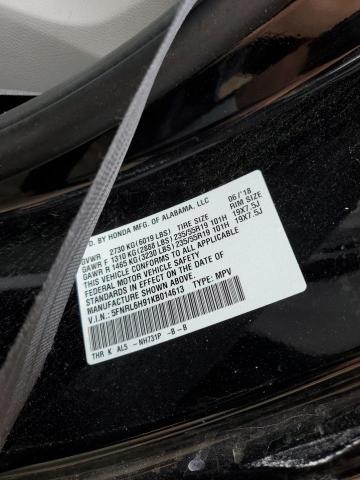 D. BY HONDA MFG. OF ALABAMA, LLC 06/'18
GVWR 2730 KG(6019 LBS) TIRE SIZE RIM SIZE
GAWR F 1310 KG(2888 LBS) 235/55R19 101H 19X7.5J
GAWR R 1465 KG(3230 LBS) 235/55R19 101H 19X7.5J
THIS VEHICLE CONFORMS TO ALL APPLICABLE
FEDERAL MOTOR VEHICLE SAFETY
STANDARDS IN EFFECT ON THE DATE OF
MANUFACTURE SHOWN ABOVE.
V.I.N.: 5FNRL6H91KB014613 TYPE: MPV
THR K AL5 -NH731P -B -B